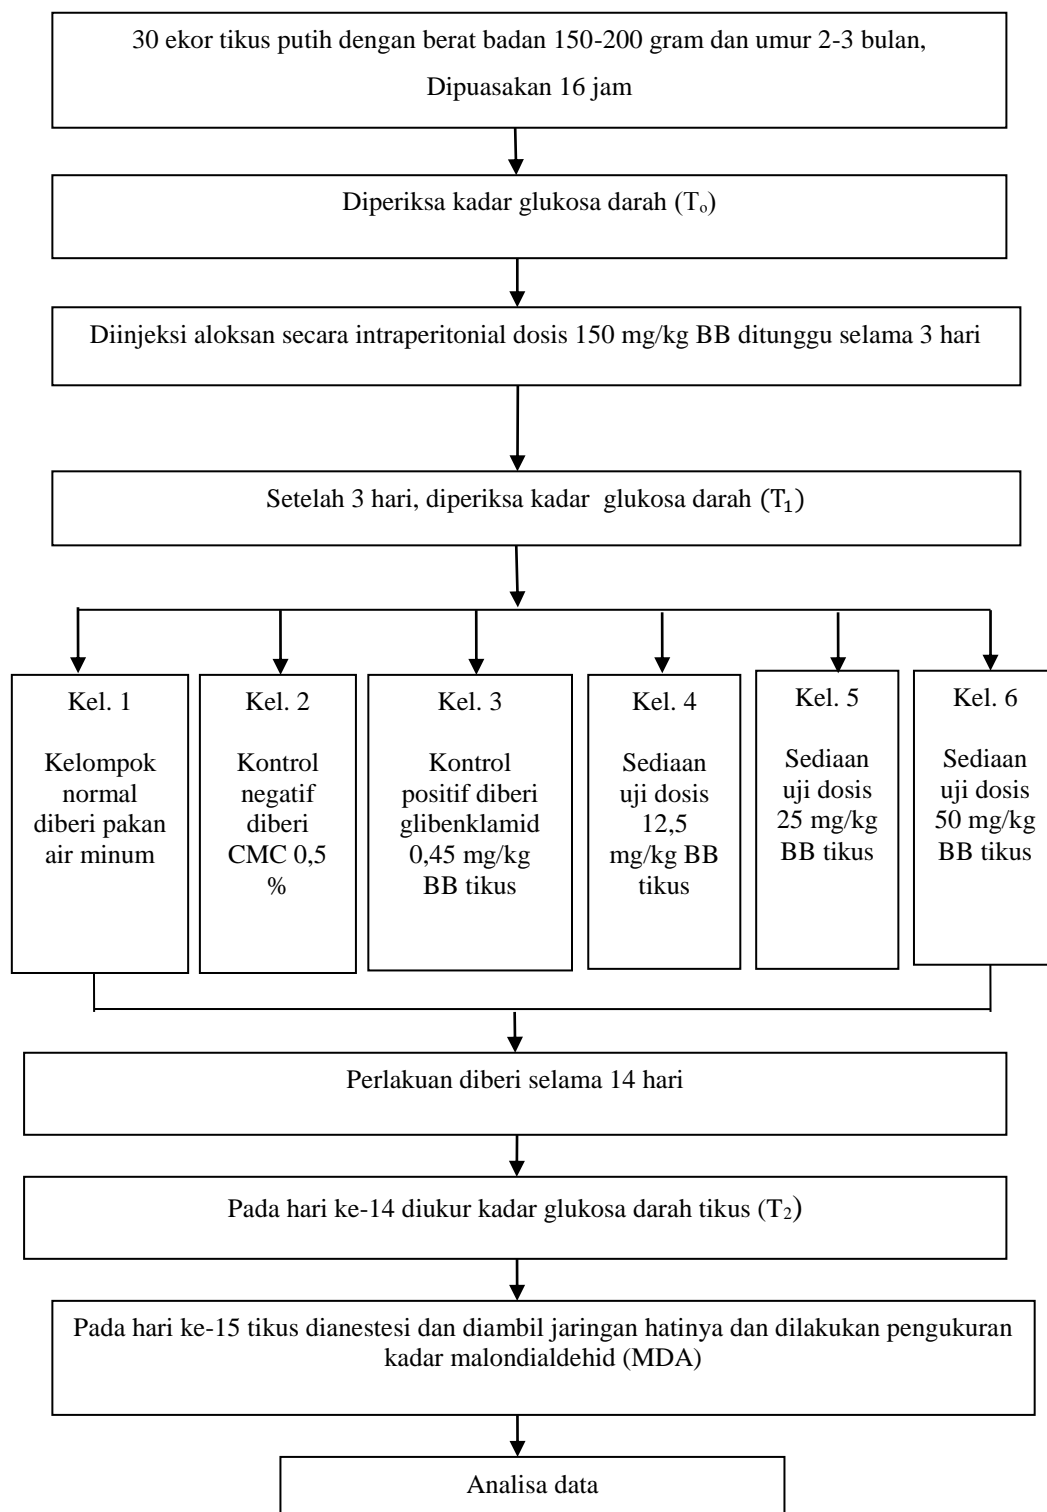 30 ekor tikus putih dengan berat badan 150-200 gram dan umur 2-3 bulan,
Dipuasakan 16 jam
Diperiksa kadar glukosa darah (Tₒ)
Diinjeksi aloksan secara intraperitonial dosis 150 mg/kg BB ditunggu selama 3 hari
Setelah 3 hari, diperiksa kadar glukosa darah (T₁)
Kel. 1
Kelompok
normal
diberi pakan
air minum
Kel. 2
Kontrol
negatif
diberi
CMC 0,5
%
Kel. 3
Kontrol
positif diberi
glibenklamid
0,45 mg/kg
BB tikus
Kel. 4
Sediaan
uji dosis
12,5
mg/kg BB
tikus
Kel. 5
Sediaan
uji dosis
25 mg/kg
BB tikus
Kel. 6
Sediaan
uji dosis
50 mg/kg
BB tikus
Perlakuan diberi selama 14 hari
Pada hari ke-14 diukur kadar glukosa darah tikus (T₂)
Pada hari ke-15 tikus dianestesi dan diambil jaringan hatinya dan dilakukan pengukuran
kadar malondialdehid (MDA)
Analisa data